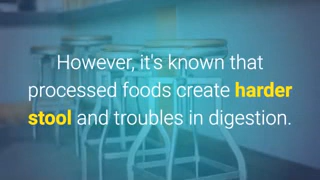 However, it's known that
processed foods create harder
stool and troubles in digestion.